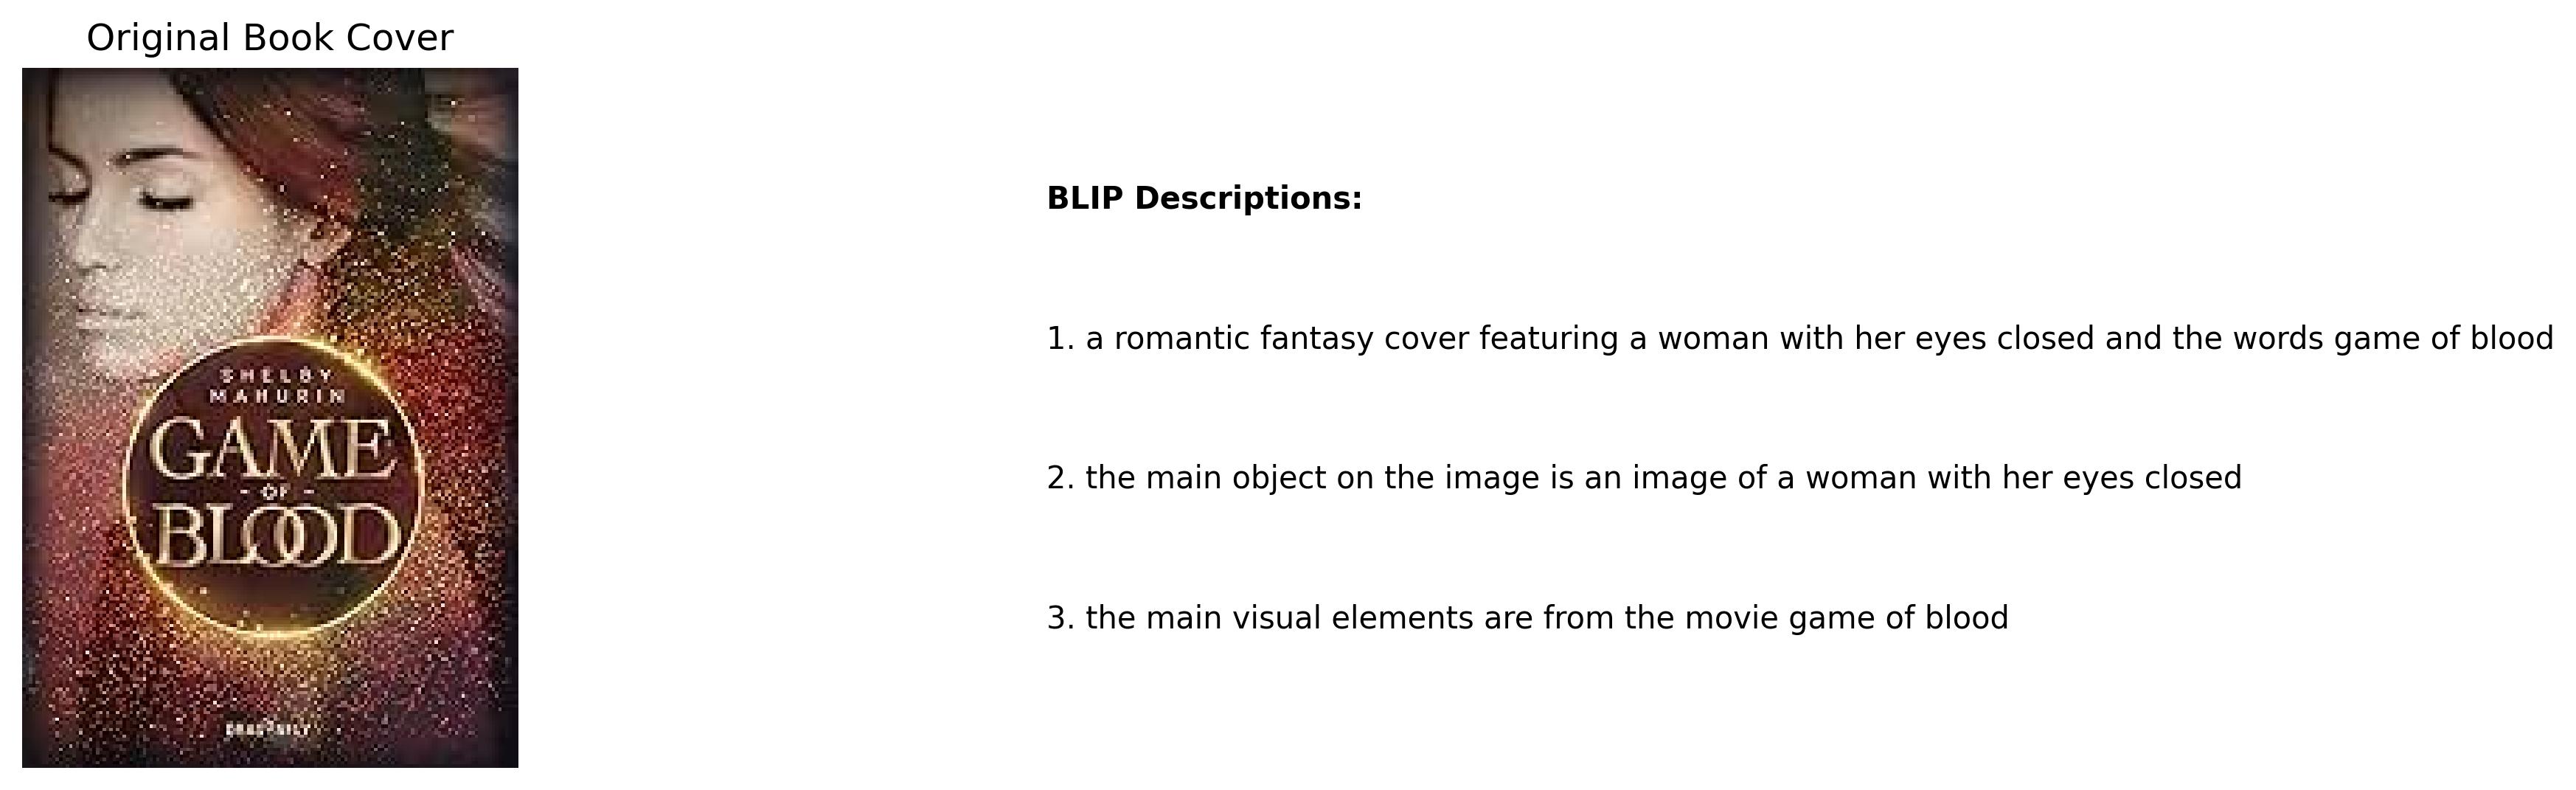 Original Book Cover
SHELBY
MAHURIN
GAME
- OF -
BLOOD
DRAGONFLY
BLIP Descriptions:
1. a romantic fantasy cover featuring a woman with her eyes closed and the words game of blood
2. the main object on the image is an image of a woman with her eyes closed
3. the main visual elements are from the movie game of blood